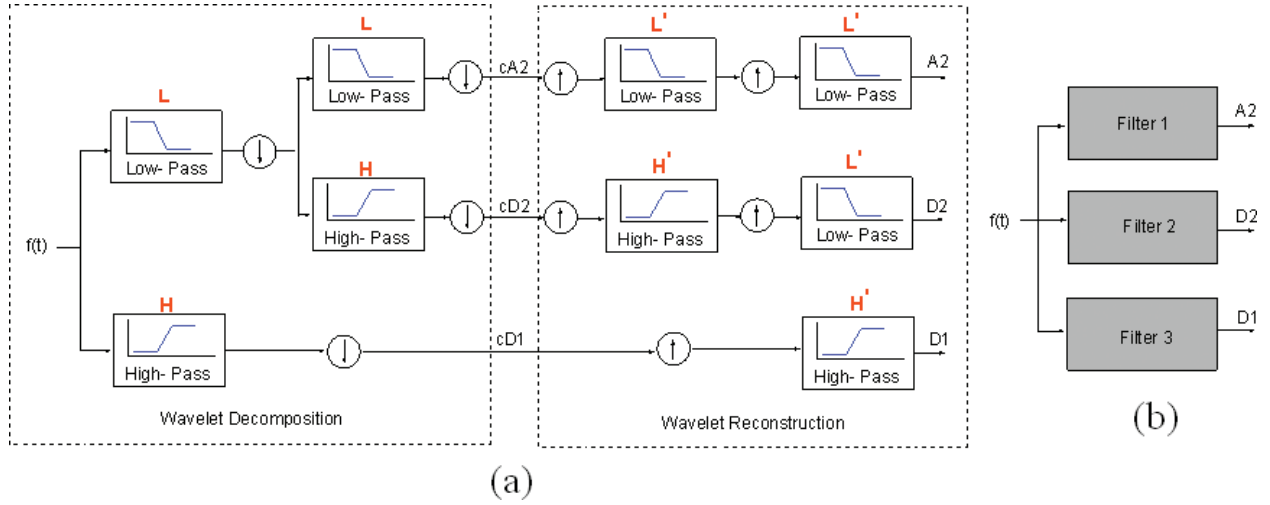 L
L'
L'
cA2
A2
Low- Pass
Low- Pass
Low- Pass
L
Low- Pass
H
H'
L'
cD2
D2
High- Pass
High- Pass
Low- Pass
f(t)
H
H'
cD1
D1
High- Pass
High- Pass
Wavelet Decomposition
Wavelet Reconstruction
(a)
Filter 1
A2
f(t)
Filter 2
D2
Filter 3
D1
(b)